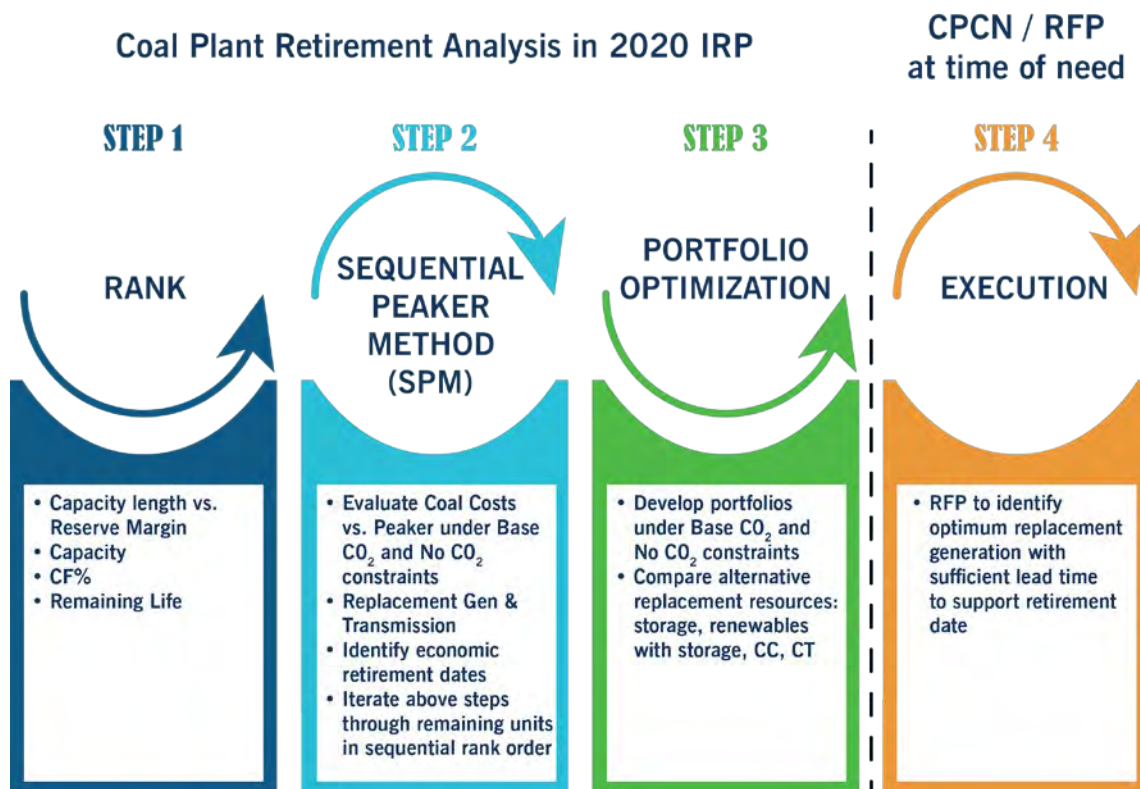 Coal Plant Retirement Analysis in 2020 IRP
CPCN / RFP
at time of need
STEP 1
RANK
• Capacity length vs.
Reserve Margin
• Capacity
• CF%
• Remaining Life
STEP 2
SEQUENTIAL
PEAKER
METHOD
(SPM)
• Evaluate Coal Costs
vs. Peaker under Base
CO₂ and No CO₂
constraints
• Replacement Gen &
Transmission
• Identify economic
retirement dates
• Iterate above steps
through remaining units
in sequential rank order
STEP 3
PORTFOLIO
OPTIMIZATION
• Develop portfolios
under Base CO₂ and
No CO₂ constraints
• Compare alternative
replacement resources:
storage, renewables
with storage, CC, CT
STEP 4
EXECUTION
• RFP to identify
optimum replacement
generation with
sufficient lead time
to support retirement
date